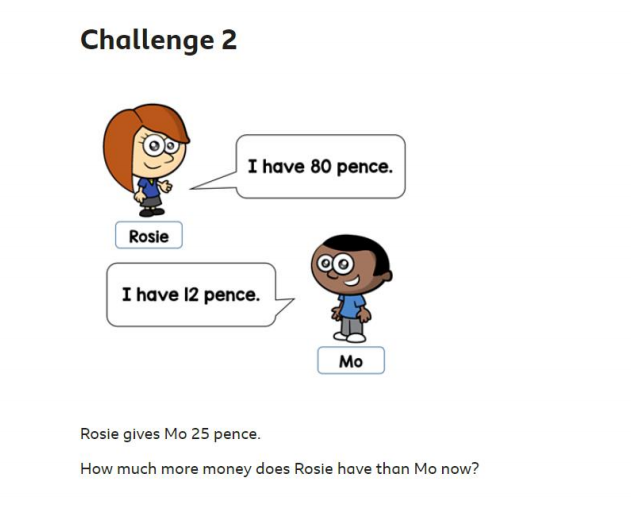 Challenge 2
I have 80 pence.
Rosie
I have 12 pence.
Mo
Rosie gives Mo 25 pence.
How much more money does Rosie have than Mo now?